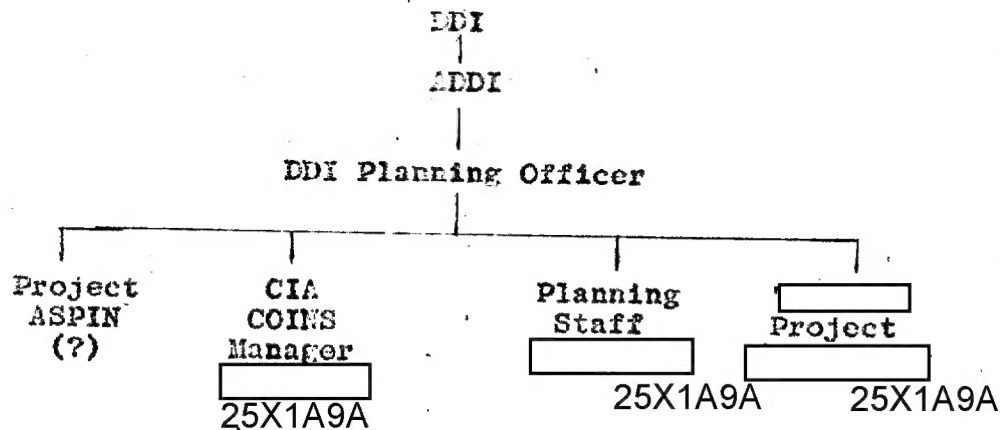 DDI
ADDI
DDI Planning Officer
Project
ASPIN
(?)
CIA
COINS
Manager
25X1A9A
Planning
Staff
25X1A9A
Project
25X1A9A